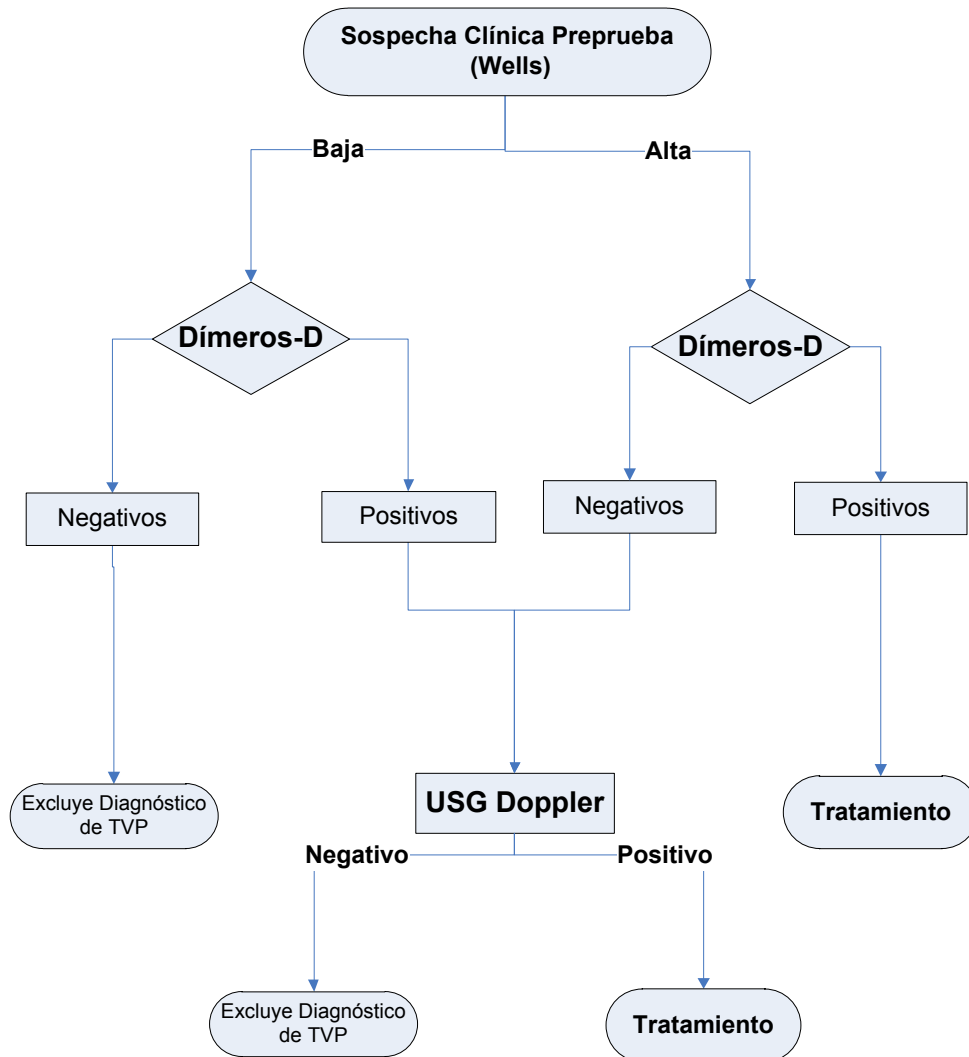 Sospecha Clínica Preprueba
(Wells)
Baja
Alta
Dímeros-D
Dímeros-D
Negativos
Positivos
Negativos
Positivos
Excluye Diagnóstico
de TVP
USG Doppler
Tratamiento
Negativo
Positivo
Excluye Diagnóstico
de TVP
Tratamiento